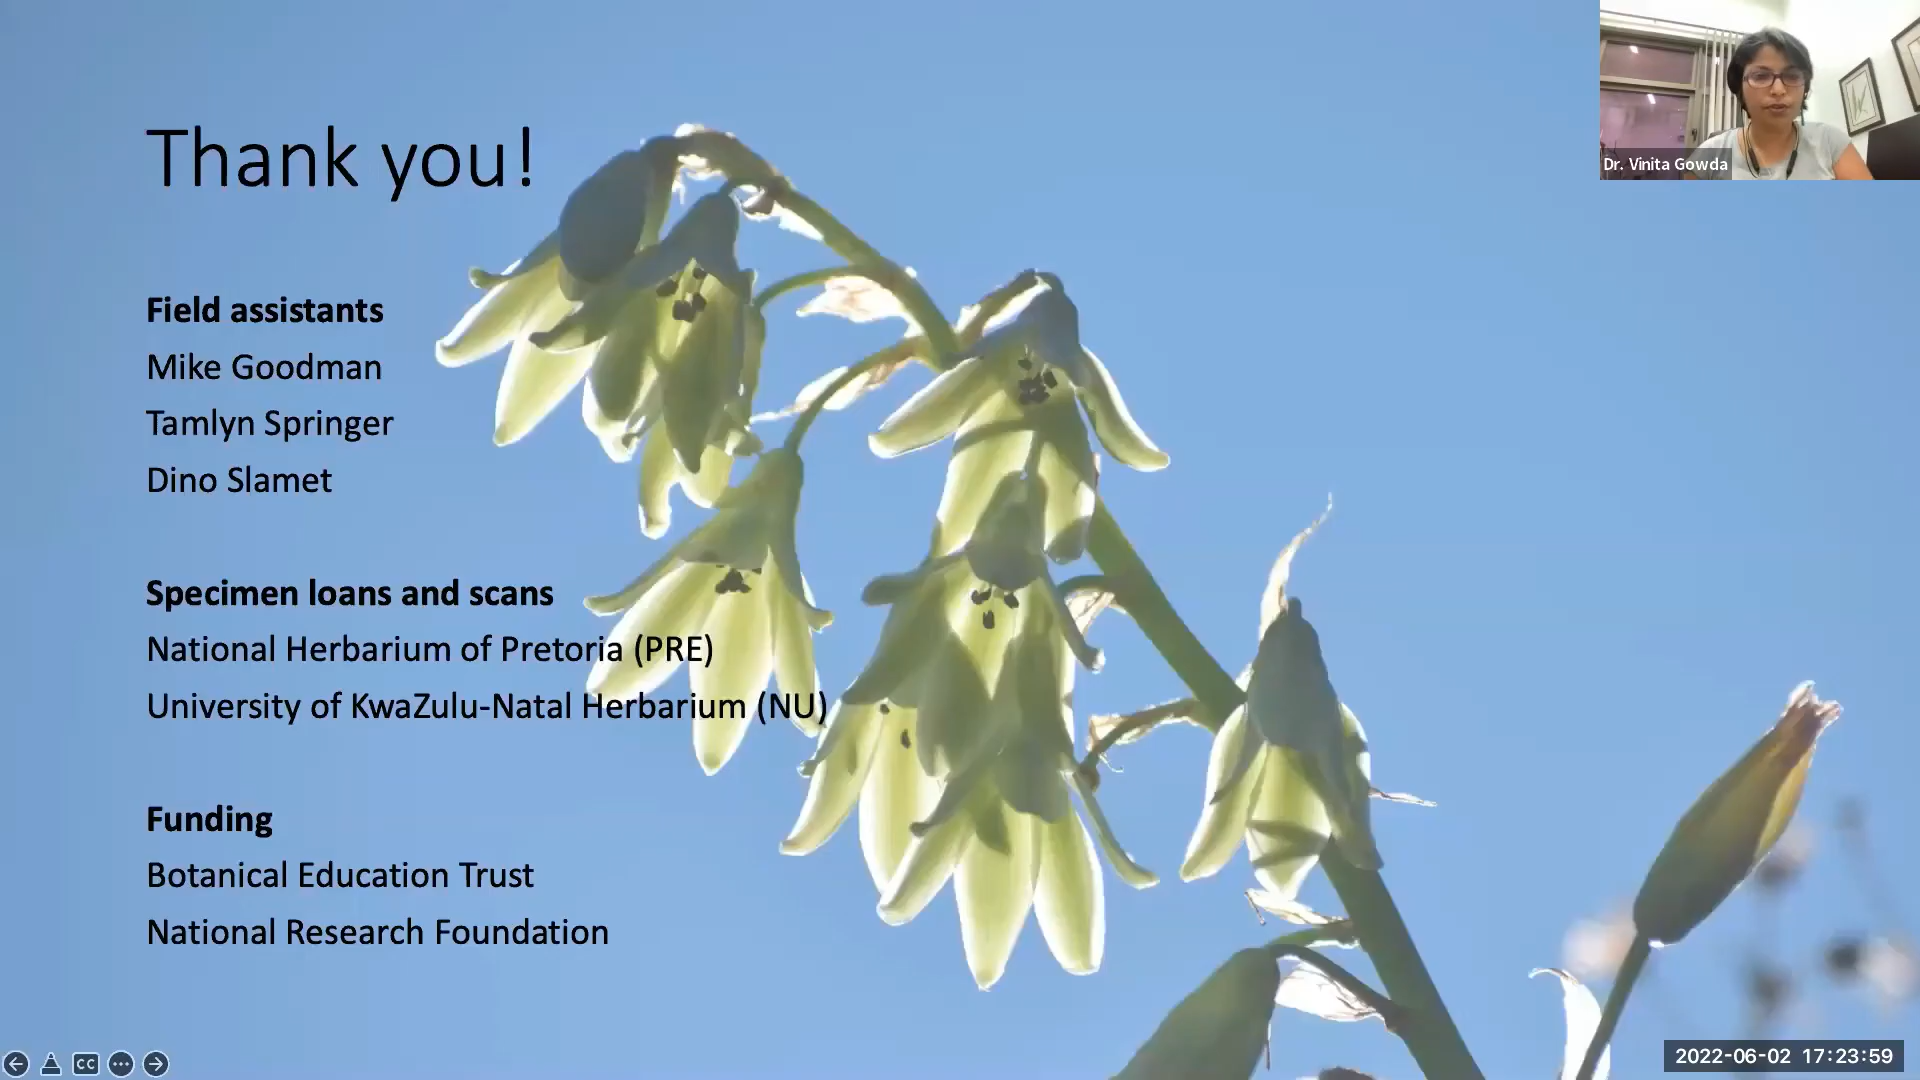 Thank you!
Dr. Vinita Gowda
Field assistants
Mike Goodman
Tamlyn Springer
Dino Slamet
Specimen loans and scans
National Herbarium of Pretoria (PRE)
University of KwaZulu-Natal Herbarium (NU)
Funding
Botanical Education Trust
National Research Foundation
CC
2022-06-02 17:23:59